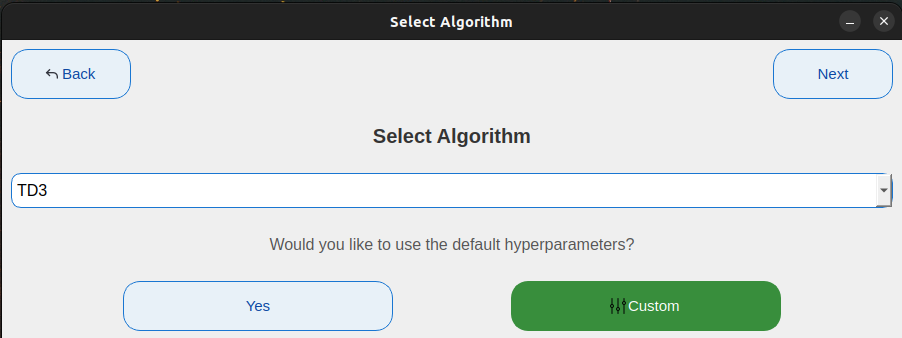 Select Algorithm
Back
Next
Select Algorithm
TD3
Would you like to use the default hyperparameters?
Yes
Custom